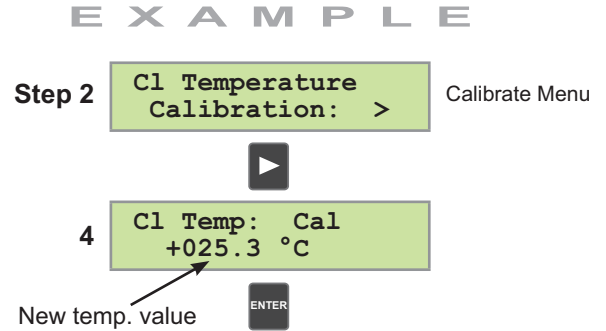 EXAMPLE
Step 2
Cl Temperature
Calibration: >
Calibrate Menu
4
Cl Temp: Cal
+025.3 °C
New temp. value
ENTER